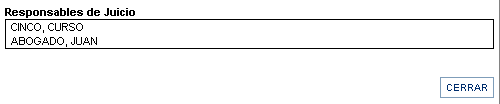 Responsables de Juicio
CINCO, CURSO
ABOGADO, JUAN
CERRAR